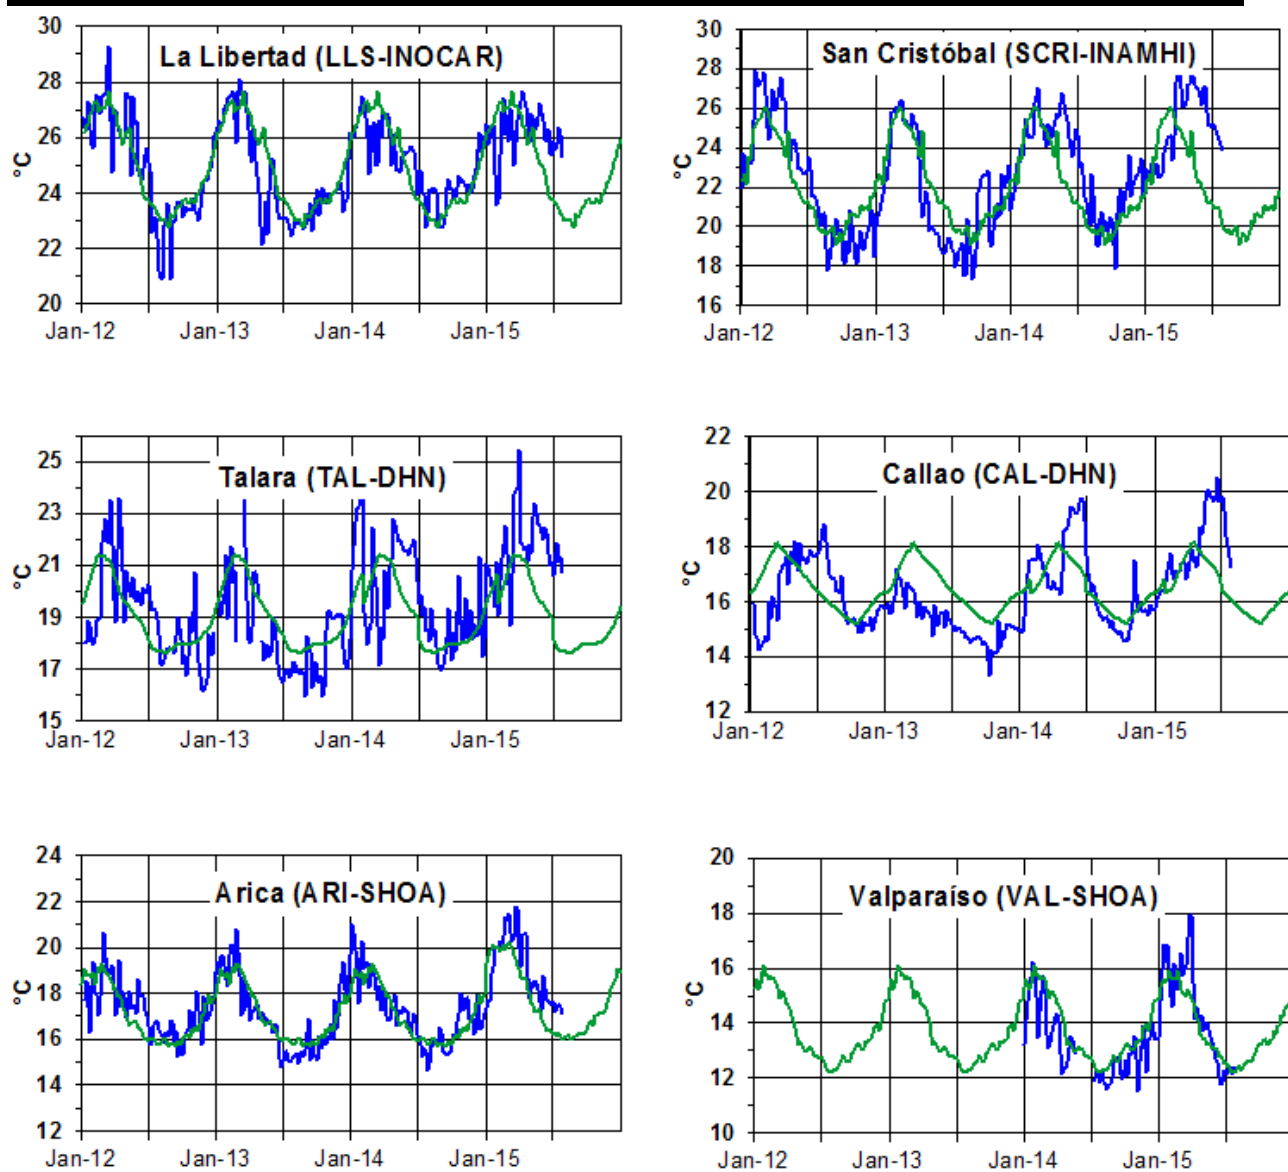 La Libertad (LLS-INOCAR)
30
28
26
24
22
20
°C
Jan-12 Jan-13 Jan-14 Jan-15
San Cristóbal (SCRI-INAMHI)
30
28
26
24
22
20
18
16
°C
Jan-12 Jan-13 Jan-14 Jan-15
Talara (TAL-DHN)
25
23
21
19
17
15
°C
Jan-12 Jan-13 Jan-14 Jan-15
Callao (CAL-DHN)
22
20
18
16
14
12
°C
Jan-12 Jan-13 Jan-14 Jan-15
Arica (ARI-SHOA)
24
22
20
18
16
14
12
°C
Jan-12 Jan-13 Jan-14 Jan-15
Valparaíso (VAL-SHOA)
20
18
16
14
12
10
°C
Jan-12 Jan-13 Jan-14 Jan-15